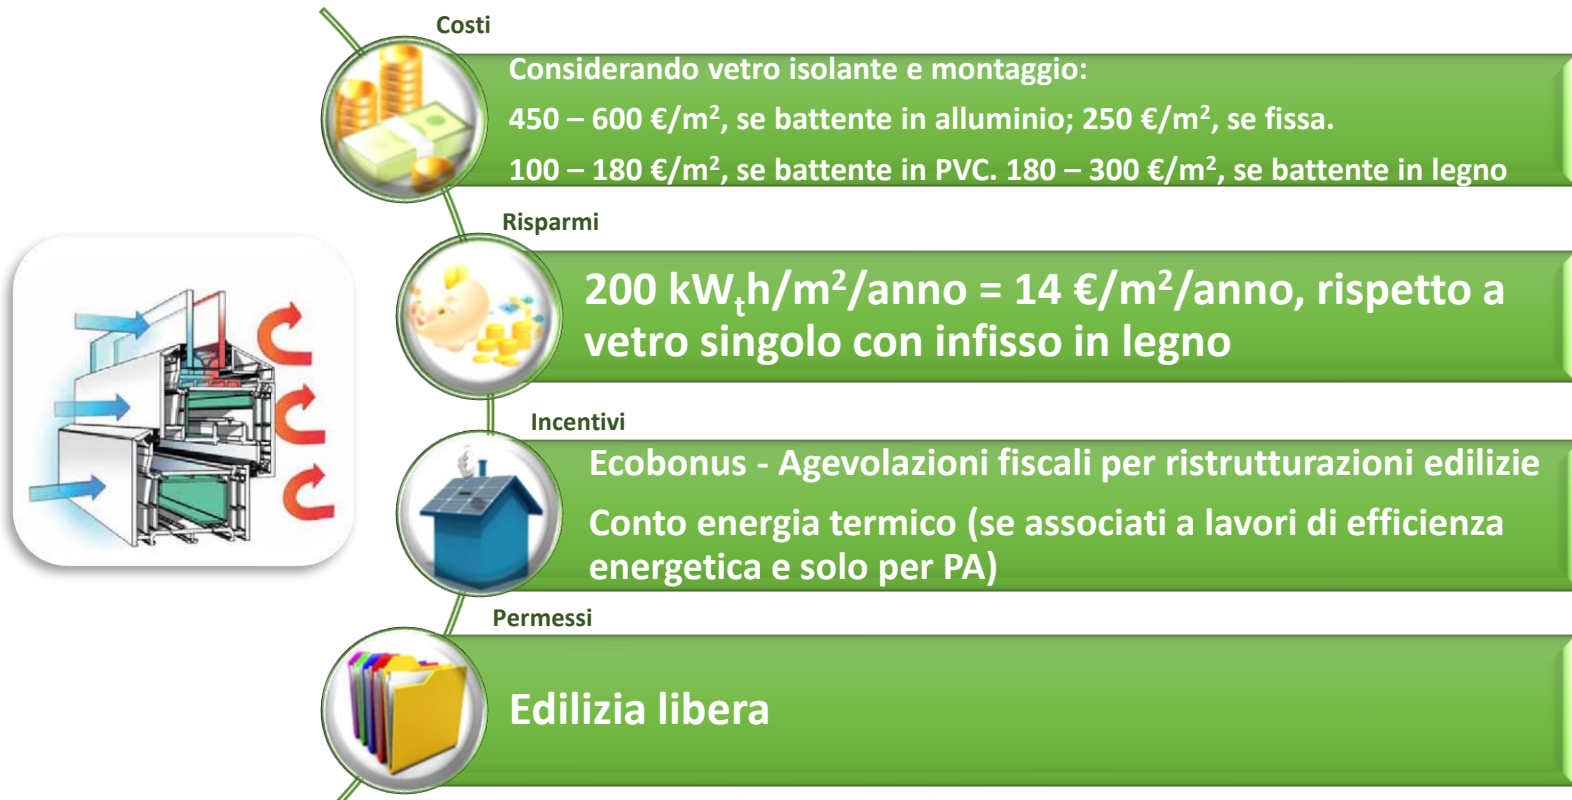 Costi
Considerando vetro isolante e montaggio:
450 – 600 €/m², se battente in alluminio; 250 €/m², se fissa.
100 – 180 €/m², se battente in PVC. 180 – 300 €/m², se battente in legno
Risparmi
200 kWₜh/m²/anno = 14 €/m²/anno, rispetto a
vetro singolo con infisso in legno
Incentivi
Ecobonus - Agevolazioni fiscali per ristrutturazioni edilizie
Conto energia termico (se associati a lavori di efficienza
energetica e solo per PA)
Permessi
Edilizia libera